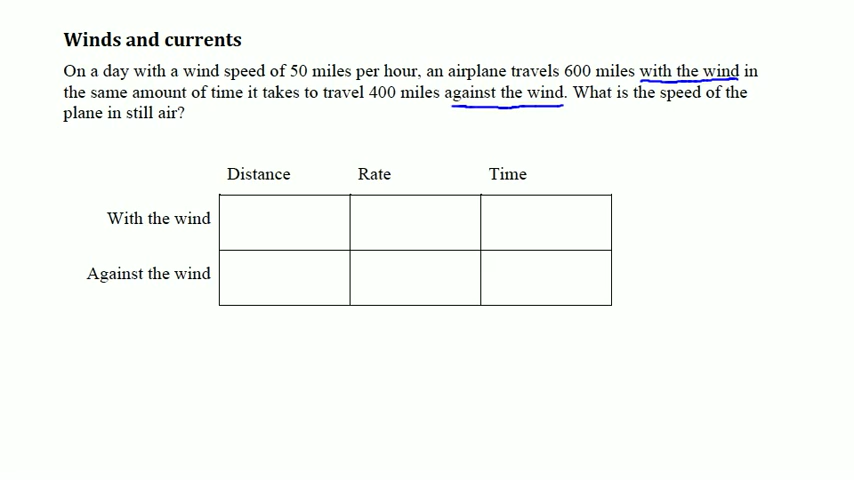 Winds and currents
On a day with a wind speed of 50 miles per hour, an airplane travels 600 miles with the wind in
the same amount of time it takes to travel 400 miles against the wind. What is the speed of the
plane in still air?
Distance Rate Time
With the wind
Against the wind